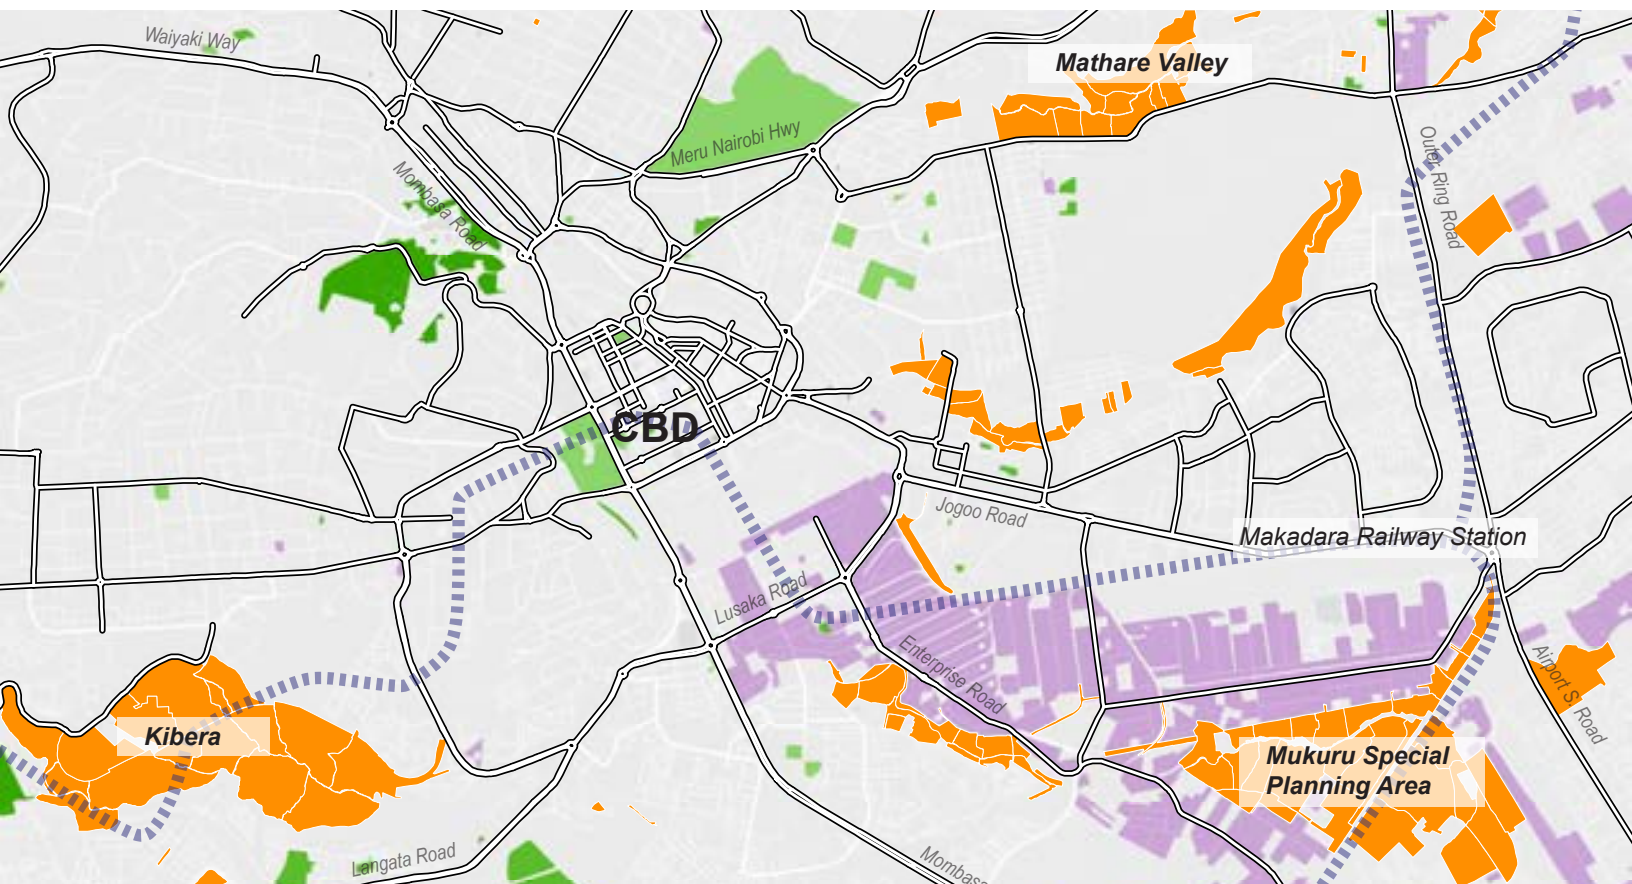 Waiyaki Way
Mathare Valley
Meru Nairobi Hwy
Outer Ring Road
Mombasa Road
CBD
Jogoo Road
Makadara Railway Station
Lusaka Road
Enterprise Road
Airport S. Road
Kibera
Mukuru Special
Planning Area
Langata Road
Mombasa